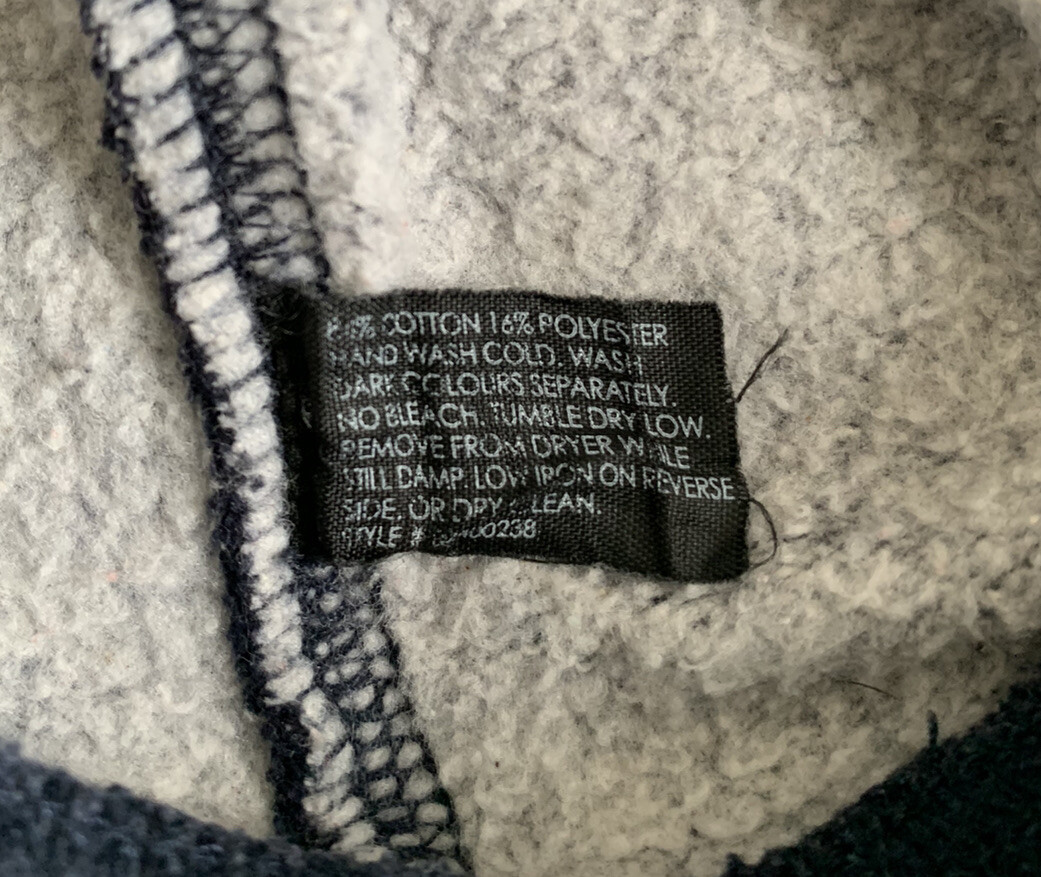 COTTON 16% POLYESTER
HAND WASH COLD. WASH
DARK COLOURS SEPARATELY.
NO BLEACH. TUMBLE DRY LOW.
REMOVE FROM DRYER WHILE
STILL DAMP. LOW IRON ON REVERSE
SIDE, OR DRY CLEAN.
STYLE #